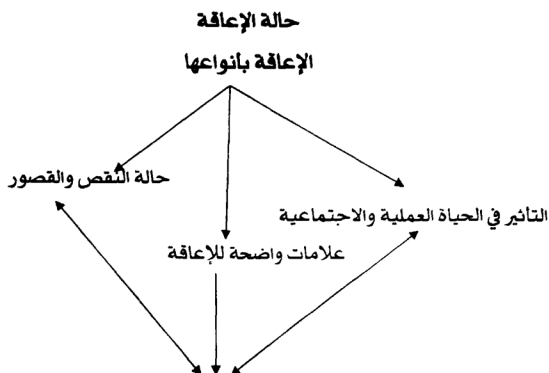 حالة الإعاقة
الإعاقة بأنواعها
حالة النقص والقصور
التأثير في الحياة العملية والاجتماعية
علامات واضحة للإعاقة